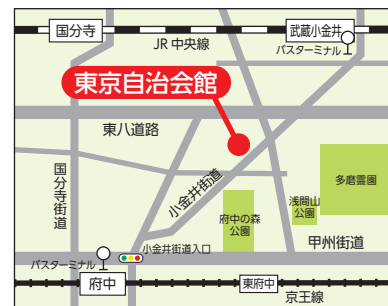 国分寺
武蔵小金井
JR 中央線
バスターミナル
東京自治会館
東八道路
国分寺街道
小金井街道
多磨霊園
浅間山
公園
府中の森
公園
小金井街道入口
甲州街道
バスターミナル
府中
東府中
京王線